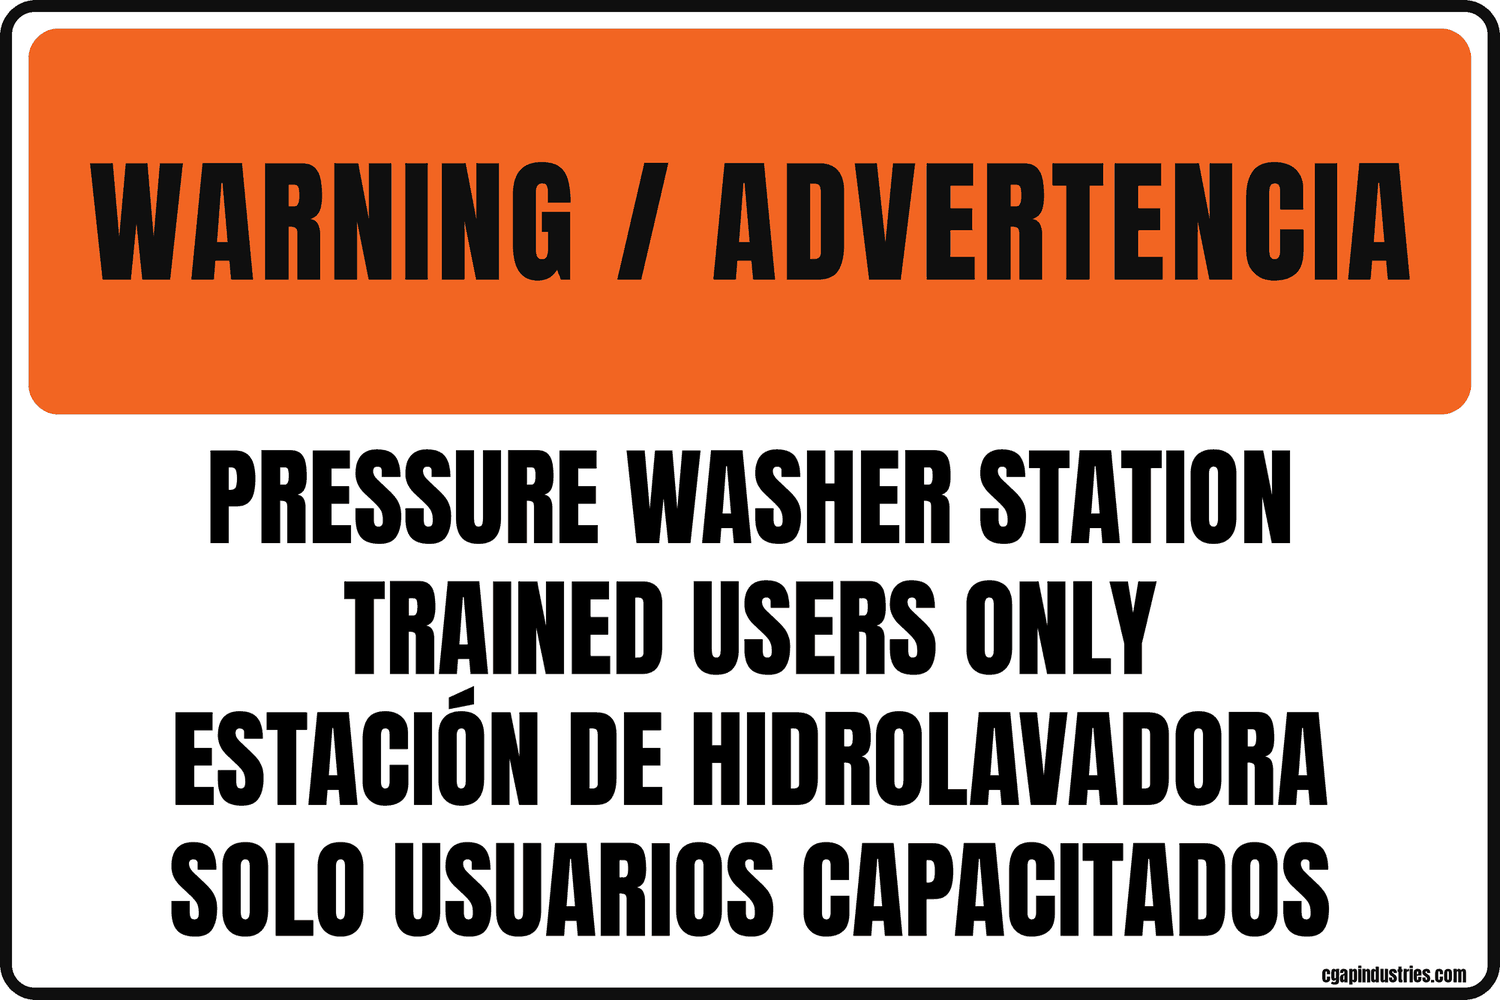 WARNING / ADVERTENCIA
PRESSURE WASHER STATION
TRAINED USERS ONLY
ESTACIÓN DE HIDROLAVADORA
SOLO USUARIOS CAPACITADOS
cgapindustries.com